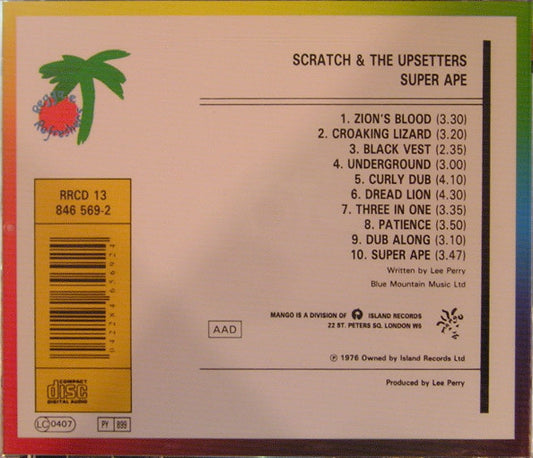 Reggae
Refreshers
SCRATCH & THE UPSETTERS
SUPER APE
1. ZION'S BLOOD (3.30)
2. CROAKING LIZARD (3.20)
3. BLACK VEST (2.35)
4. UNDERGROUND (3.00)
5. CURLY DUB (4.10)
6. DREAD LION (4.30)
7. THREE IN ONE (3.35)
8. PATIENCE (3.50)
9. DUB ALONG (3.10)
10. SUPER APE (3.47)
Written by Lee Perry
Blue Mountain Music Ltd
RRCD 13
846 569-2
MANGO IS A DIVISION OF ISLAND RECORDS
22 ST. PETERS SQ. LONDON W6
AAD
℗ 1976 Owned by Island Records Ltd
Produced by Lee Perry
COMPACT
disc
DIGITAL AUDIO
LC 0407
PY 899